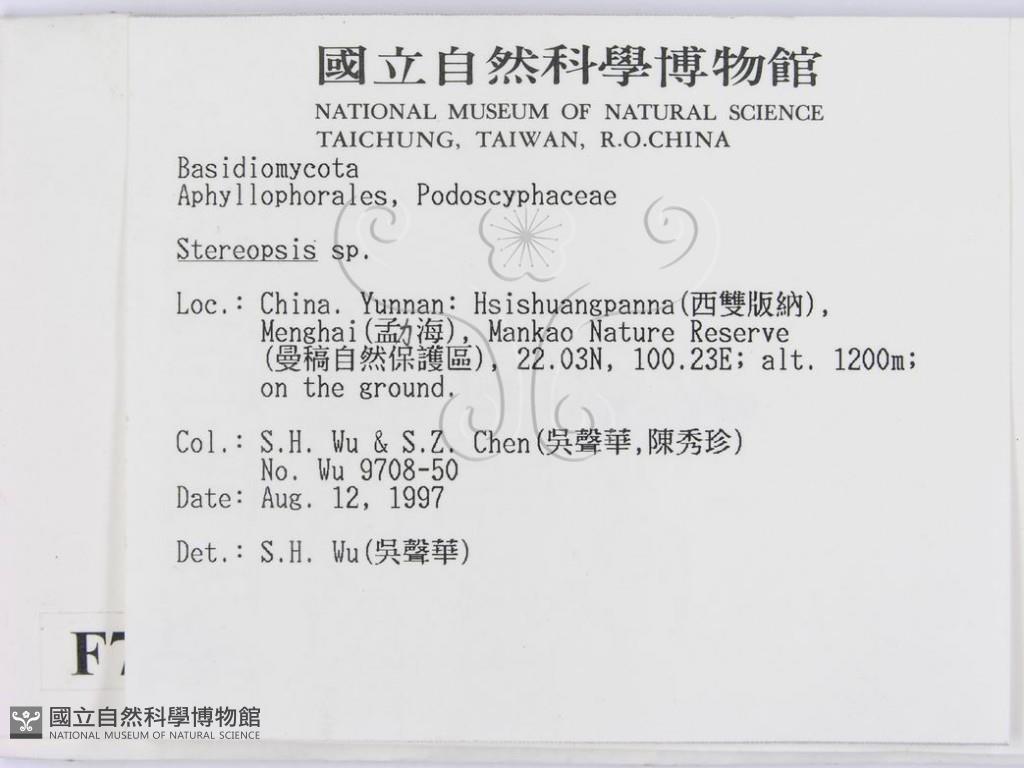 國立自然科學博物館
NATIONAL MUSEUM OF NATURAL SCIENCE
TAICHUNG, TAIWAN, R.O.CHINA
Basidiomycota
Aphyllophorales, Podoscyphaceae
Stereopsis sp.
Loc.: China. Yunnan: Hsishuangpanna(西雙版納),
Menghai(孟力海), Mankao Nature Reserve
(曼稿自然保護區), 22.03N, 100.23E; alt. 1200m;
on the ground.
Col.: S.H. Wu & S.Z. Chen(吳聲華,陳秀珍)
No. Wu 9708-50
Date: Aug. 12, 1997
Det.: S.H. Wu(吳聲華)
國立自然科學博物館
NATIONAL MUSEUM OF NATURAL SCIENCE